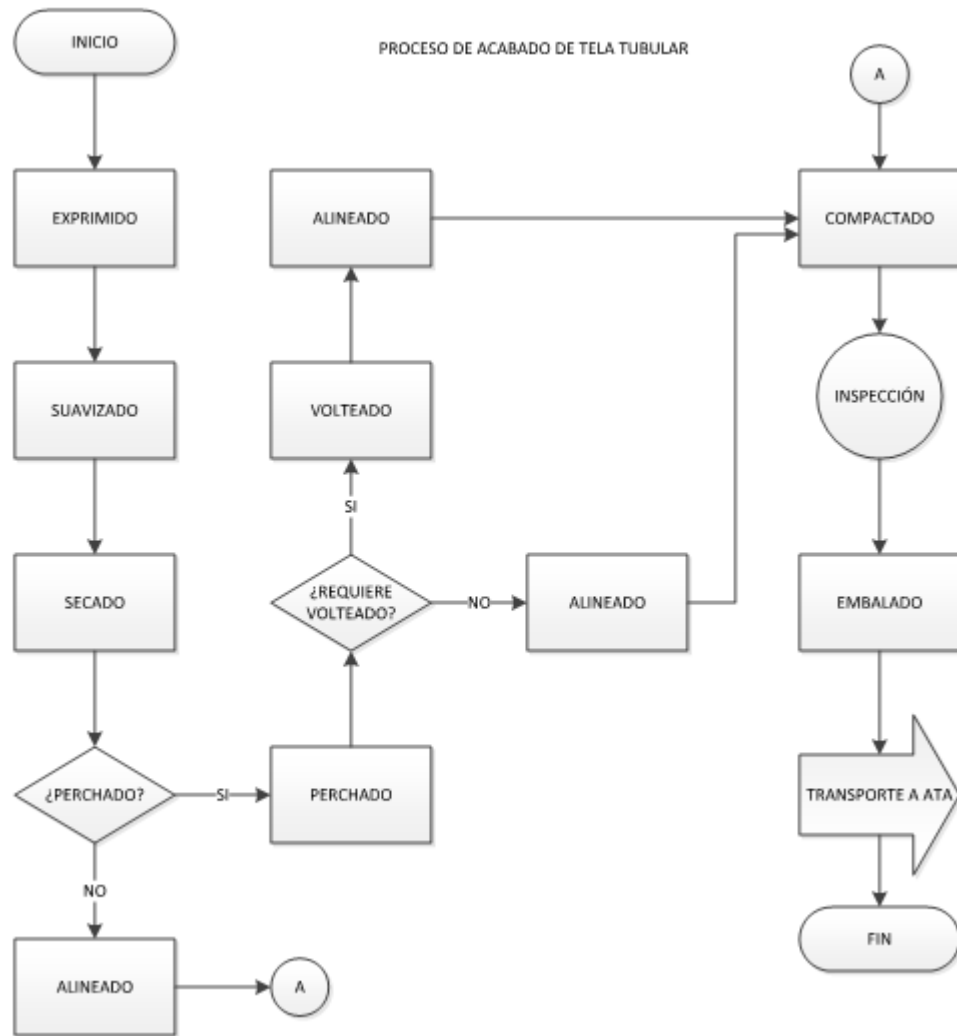 PROCESO DE ACABADO DE TELA TUBULAR
INICIO
EXPRIMIDO
SUAVIZADO
SECADO
¿PERCHADO?
SI
NO
ALINEADO
A
PERCHADO
¿REQUIERE
VOLTEADO?
SI
NO
VOLTEADO
ALINEADO
ALINEADO
A
COMPACTADO
INSPECCIÓN
EMBALADO
TRANSPORTE A ATA
FIN